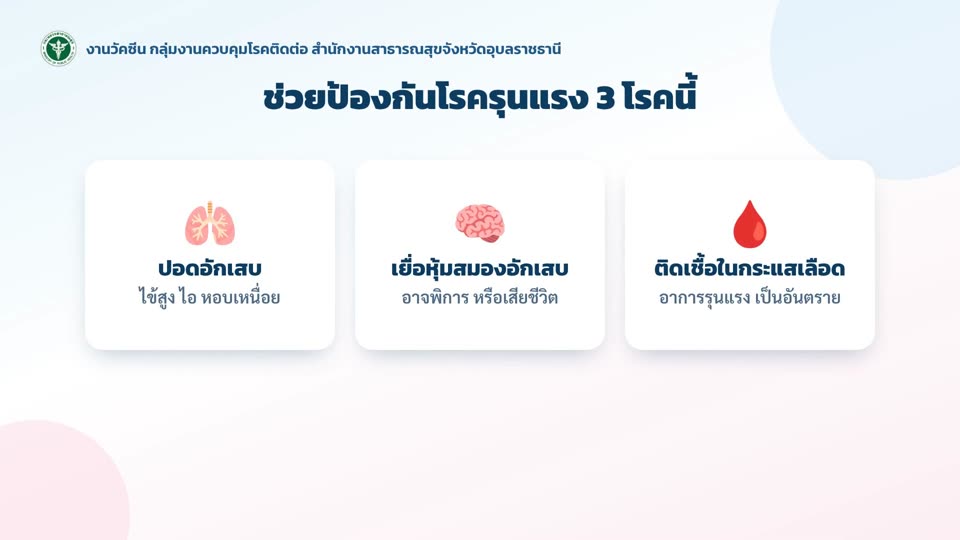 งานวัคซีน กลุ่มงานควบคุมโรคติดต่อ สำนักงานสาธารณสุขจังหวัดอุบลราชธานี
ช่วยป้องกันโรครุนแรง 3 โรคนี้
ปอดอักเสบ
ไข้สูง ไอ หอบเหนื่อย
เยื่อหุ้มสมองอักเสบ
อาจพิการ หรือเสียชีวิต
ติดเชื้อในกระแสเลือด
อาการรุนแรง เป็นอันตราย